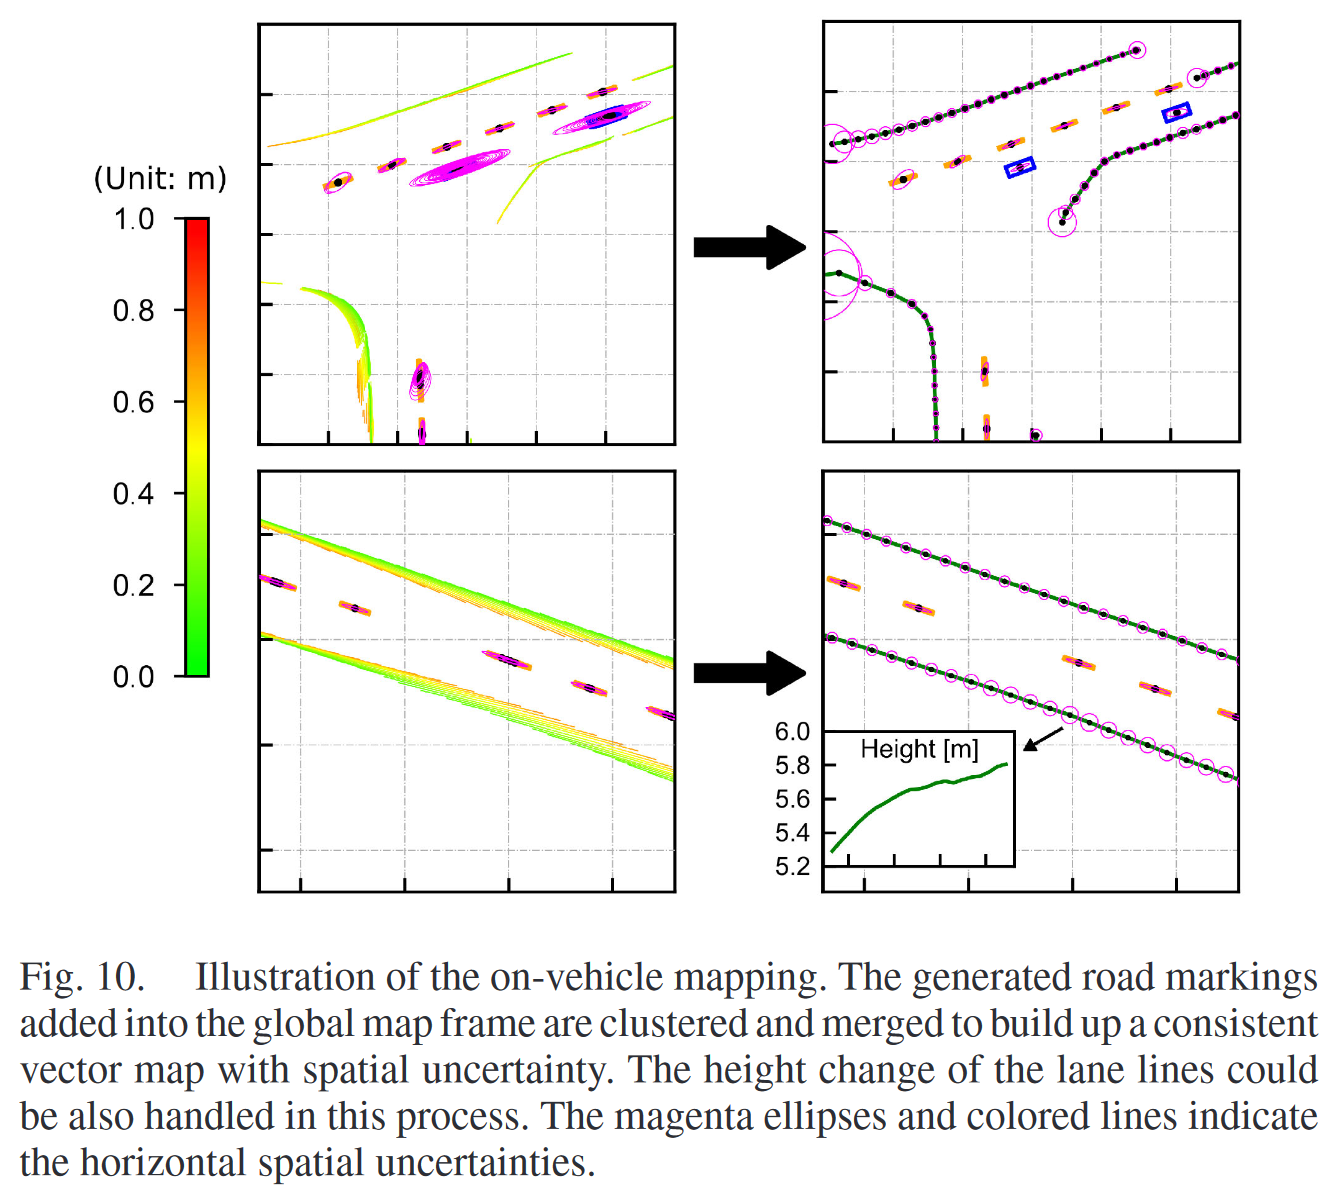 (Unit: m)
1.0
0.8
0.6
0.4
0.2
0.0
6.0
5.8
5.6
5.4
5.2
Height [m]
Fig. 10. Illustration of the on-vehicle mapping. The generated road markings
added into the global map frame are clustered and merged to build up a consistent
vector map with spatial uncertainty. The height change of the lane lines could
be also handled in this process. The magenta ellipses and colored lines indicate
the horizontal spatial uncertainties.